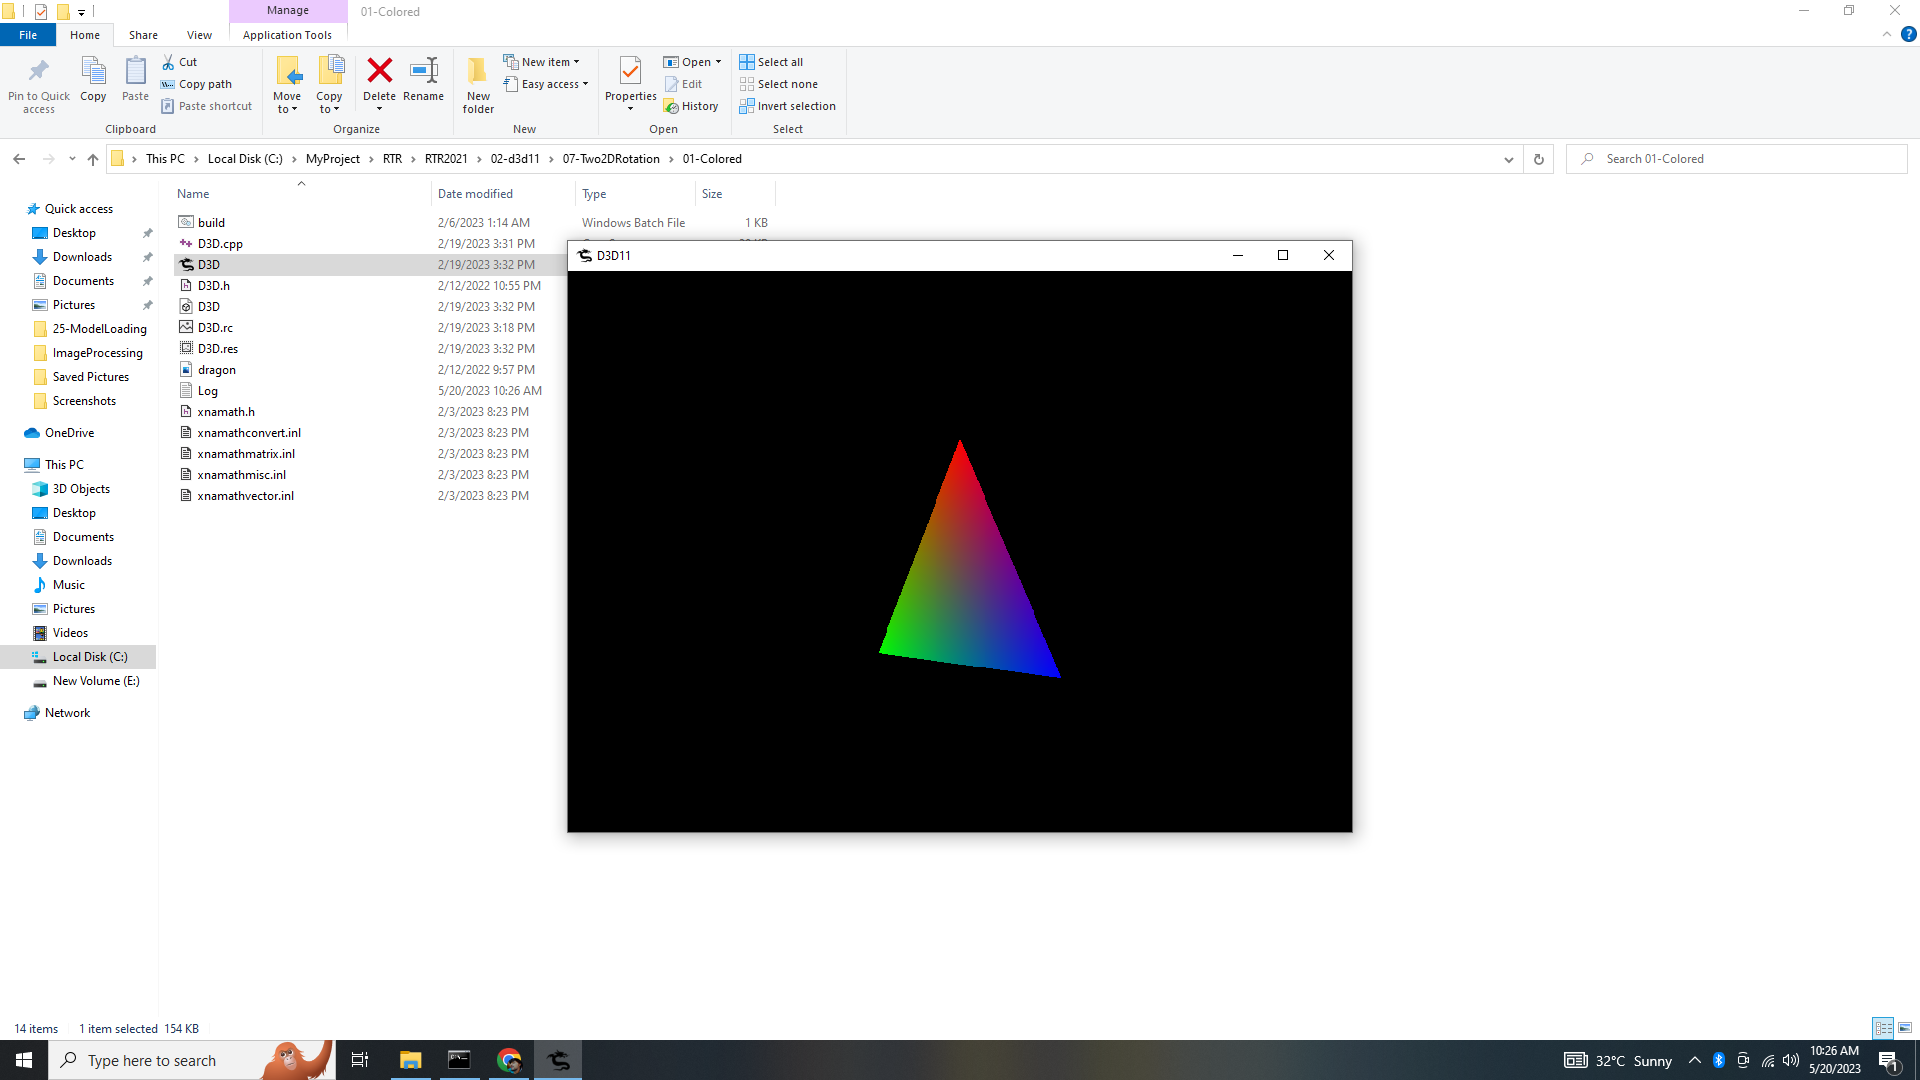 Manage
01-Colored
File
Home
Share
View
Application Tools
Pin to Quick access
Copy
Paste
Cut
Copy path
Paste shortcut
Clipboard
Move to
Copy to
Delete
Rename
Organize
New folder
New item
Easy access
New
Properties
Open
Edit
History
Open
Select all
Select none
Invert selection
Select
This PC > Local Disk (C:) > MyProject > RTR > RTR2021 > 02-d3d11 > 07-Two2DRotation > 01-Colored
Search 01-Colored
Name Date modified Type Size
build 2/6/2023 1:14 AM Windows Batch File 1 KB
D3D.cpp 2/19/2023 3:31 PM
D3D 2/19/2023 3:32 PM
D3D.h 2/12/2022 10:55 PM
D3D 2/19/2023 3:32 PM
D3D.rc 2/19/2023 3:18 PM
D3D.res 2/19/2023 3:32 PM
dragon 2/12/2022 9:57 PM
Log 5/20/2023 10:26 AM
xnamath.h 2/3/2023 8:23 PM
xnamathconvert.inl 2/3/2023 8:23 PM
xnamathmatrix.inl 2/3/2023 8:23 PM
xnamathmisc.inl 2/3/2023 8:23 PM
xnamathvector.inl 2/3/2023 8:23 PM
Quick access
Desktop
Downloads
Documents
Pictures
25-ModelLoading
ImageProcessing
Saved Pictures
Screenshots
OneDrive
This PC
3D Objects
Desktop
Documents
Downloads
Music
Pictures
Videos
Local Disk (C:)
New Volume (E:)
Network
D3D11
14 items 1 item selected 154 KB
Type here to search
32°C Sunny
10:26 AM
5/20/2023
1